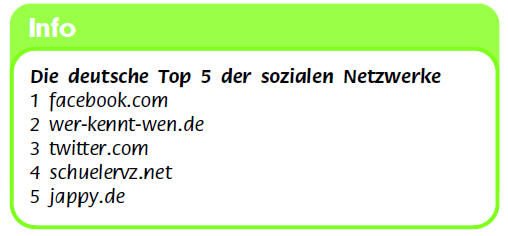 Info
Die deutsche Top 5 der sozialen Netzwerke
1 facebook.com
2 wer-kennt-wen.de
3 twitter.com
4 schuelervz.net
5 jappy.de